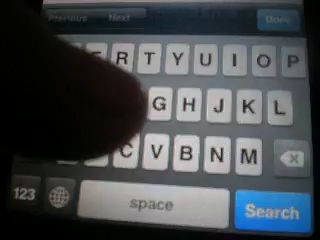 Previous Next Done
R T Y U I O P
G H J K L
C V B N M
123 space Search